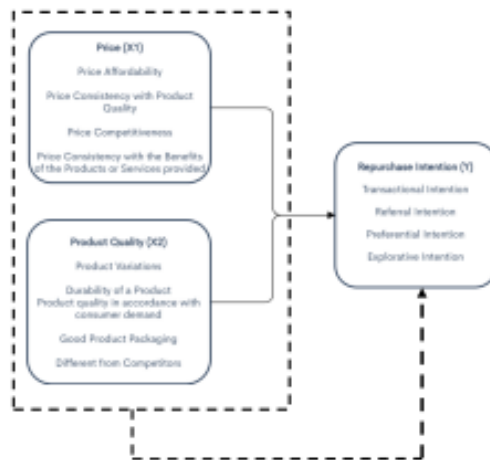 Price (X1)
Price Affordability
Price Consistency with Product
Quality
Price Competitiveness
Price Consistency with the Benefits
of the Products or Services provided
Product Quality (X2)
Product Variations
Durability of a Product
Product quality in accordance with
consumer demand
Good Product Packaging
Different from Competitors
Repurchase Intention (Y)
Transactional Intention
Referral Intention
Preferential Intention
Explorative Intention